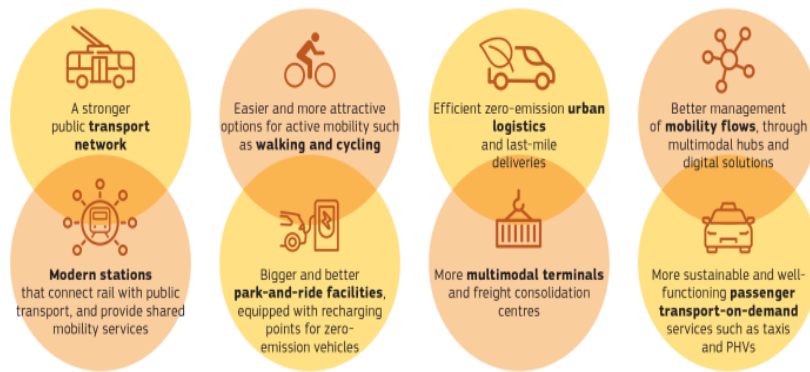 A stronger
public transport
network
Easier and more attractive
options for active mobility such
as walking and cycling
Efficient zero-emission urban
logistics
and last-mile
deliveries
Better management
of mobility flows, through
multimodal hubs and
digital solutions
Modern stations
that connect rail with public
transport, and provide shared
mobility services
Bigger and better
park-and-ride facilities,
equipped with recharging
points for zero-
emission vehicles
More multimodal terminals
and freight consolidation
centres
More sustainable and well-
functioning passenger
transport-on-demand
services such as taxis
and PHVs